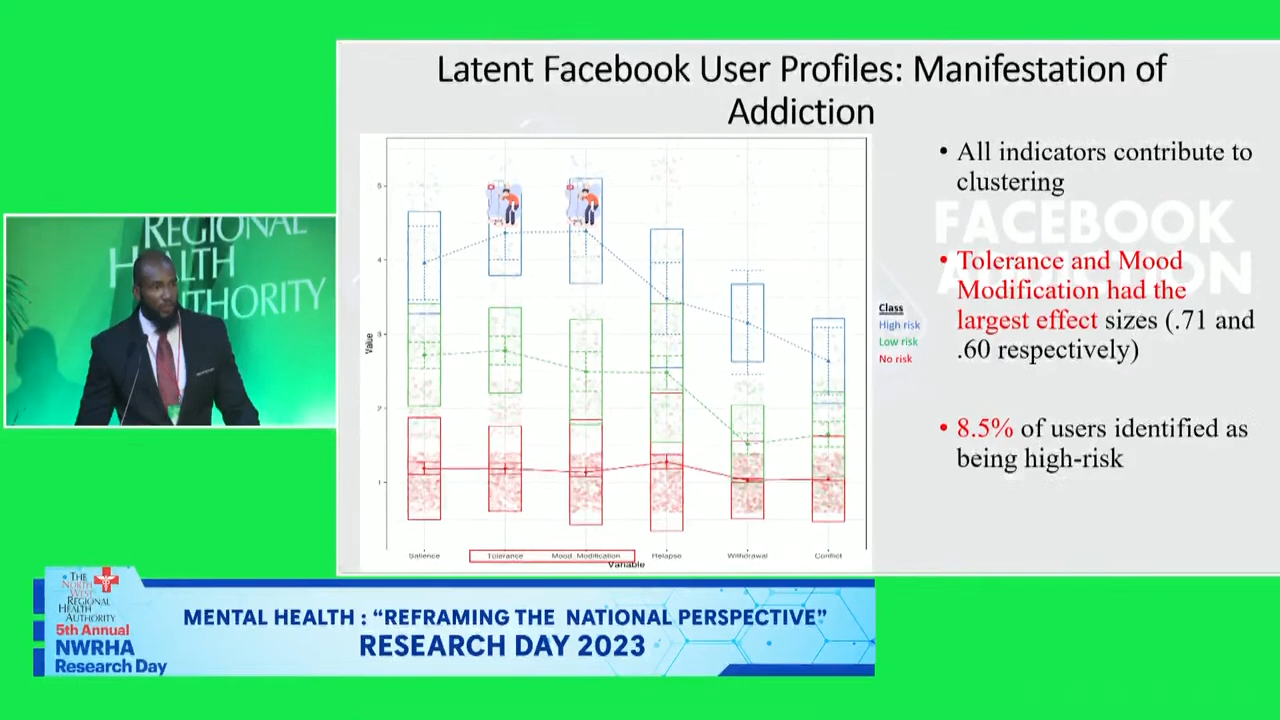 Latent Facebook User Profiles: Manifestation of
Addiction
• All indicators contribute to
clustering
FACEBOOK
• Tolerance and Mood
Modification had the
largest effect sizes (.71 and
.60 respectively)
• 8.5% of users identified as
being high-risk
Class
High risk
Low risk
No risk
Value
5
4
3
2
1
Salience Tolerance Mood_Modification Relapse Withdrawal Conflict
Variable
REGIONAL
HEALTH
AUTHORITY
THE
NORTH
WEST
REGIONAL
HEALTH
AUTHORITY
5th Annual
NWRHA
Research Day
MENTAL HEALTH : “REFRAMING THE NATIONAL PERSPECTIVE”
RESEARCH DAY 2023